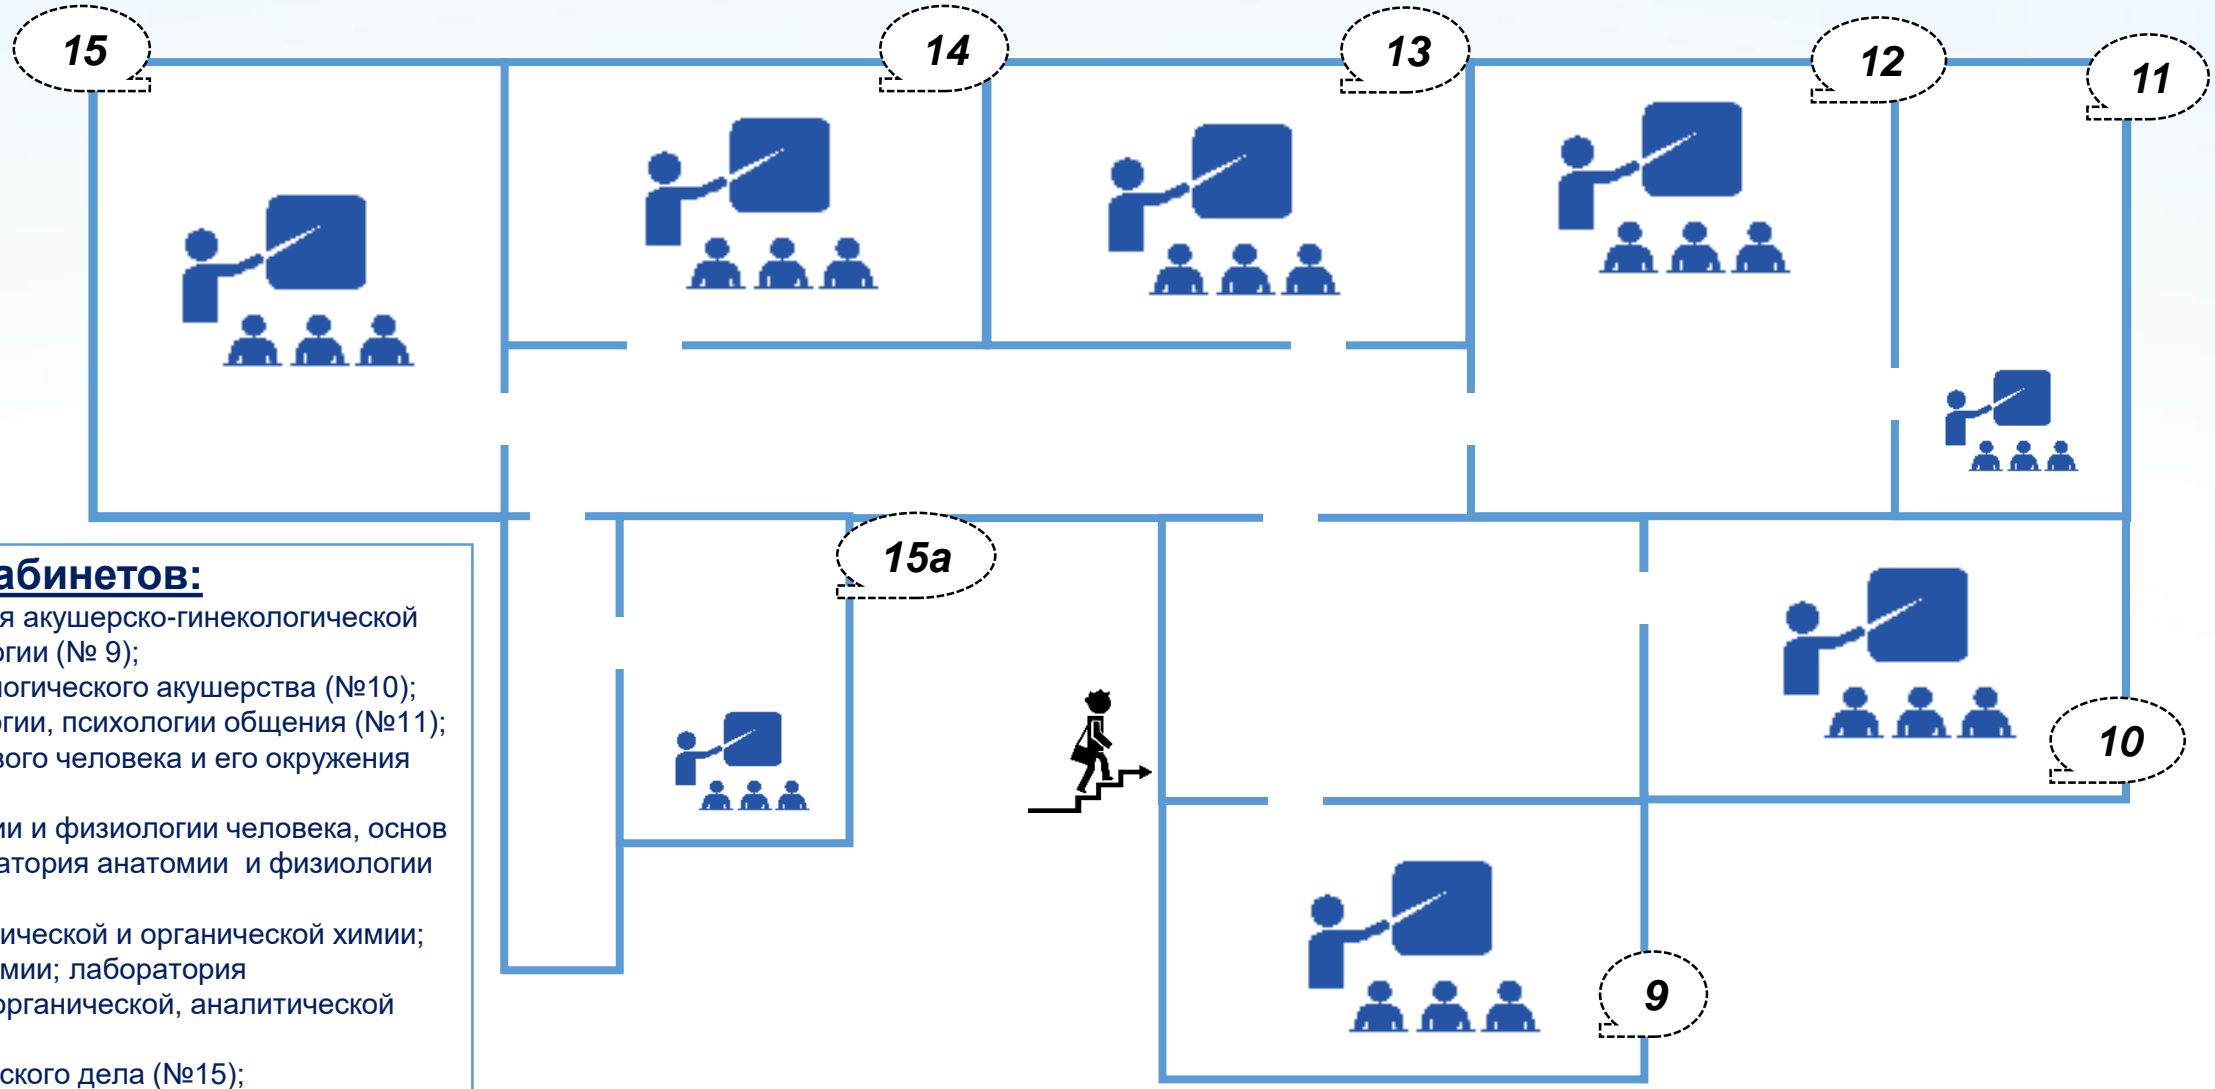 15
14
13
12
11
15а
10
9
абинетов:
я акушерско-гинекологической
огии (№ 9);
логического акушерства (№10);
огии, психологии общения (№11);
вого человека и его окружения
ии и физиологии человека, основ
атория анатомии и физиологии
ической и органической химии;
мии; лаборатория
органической, аналитической
ского дела (№15);